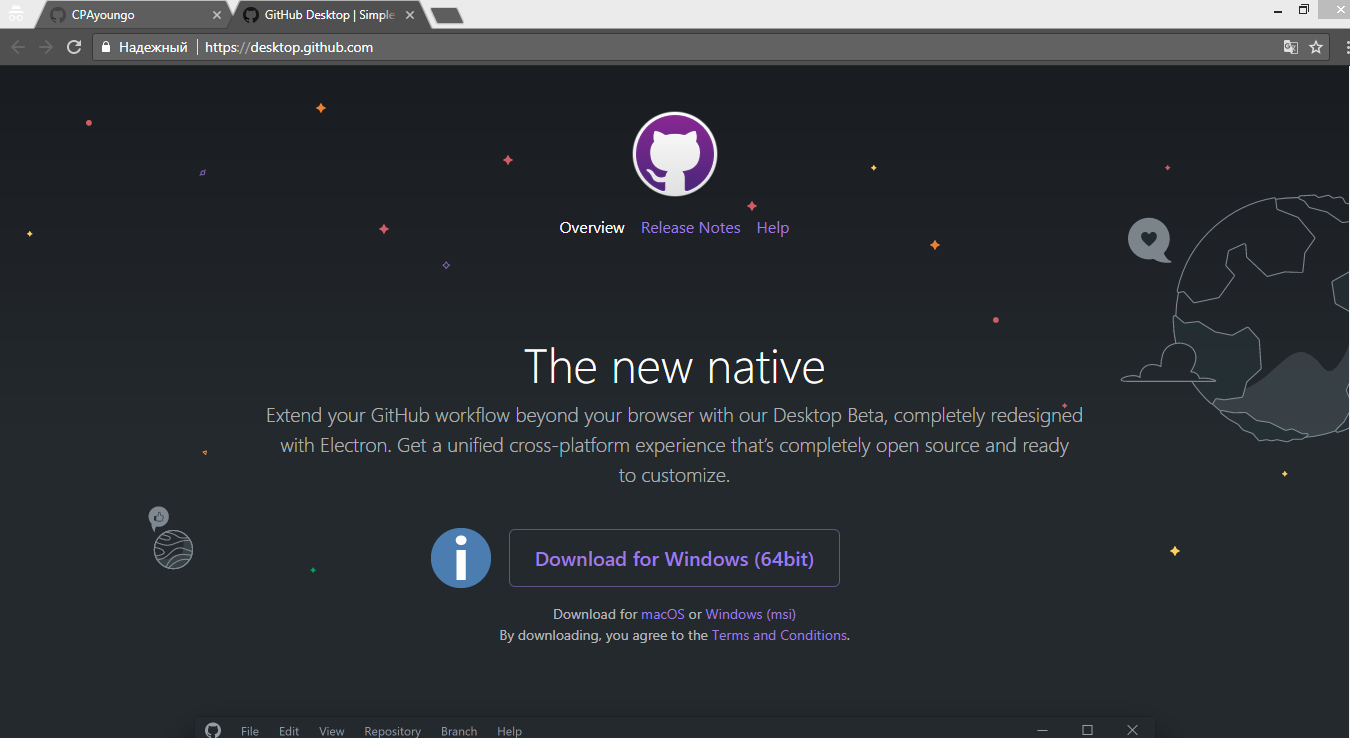 CPAyoungo
GitHub Desktop | Simple
Надежный
https://desktop.github.com
Overview Release Notes Help
The new native
Extend your GitHub workflow beyond your browser with our Desktop Beta, completely redesigned
with Electron. Get a unified cross-platform experience that's completely open source and ready
to customize.
i
Download for Windows (64bit)
Download for macOS or Windows (msi)
By downloading, you agree to the Terms and Conditions.
File Edit View Repository Branch Help